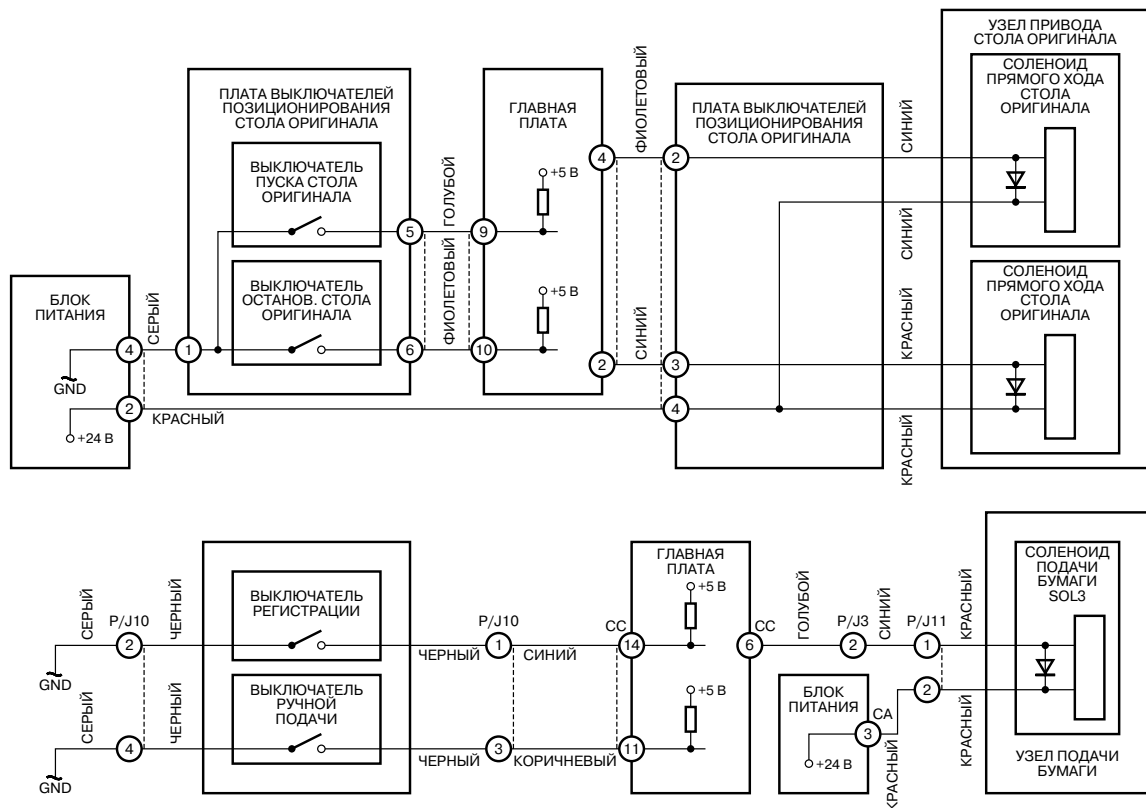 УЗЕЛ ПРИВОДА
СТОЛА ОРИГИНАЛА
СОЛЕНОИД
ПРЯМОГО ХОДА
СТОЛА
ОРИГИНАЛА
ПЛАТА ВЫКЛЮЧАТЕЛЕЙ
ПОЗИЦИОНИРОВАНИЯ
СТОЛА ОРИГИНАЛА
ГЛАВНАЯ
ПЛАТА
ФИОЛЕТОВЫЙ
ПЛАТА ВЫКЛЮЧАТЕЛЕЙ
ПОЗИЦИОНИРОВАНИЯ
СТОЛА ОРИГИНАЛА
СИНИЙ
ВЫКЛЮЧАТЕЛЬ
ПУСКА СТОЛА
ОРИГИНАЛА
4
2
+5 В
ГОЛУБОЙ
5
9
СИНИЙ
ВЫКЛЮЧАТЕЛЬ
ОСТАНОВ. СТОЛА
ОРИГИНАЛА
ФИОЛЕТОВЫЙ
+5 В
СОЛЕНОИД
ПРЯМОГО ХОДА
СТОЛА
ОРИГИНАЛА
БЛОК
ПИТАНИЯ
СЕРЫЙ
4
1
6
10
СИНИЙ
КРАСНЫЙ
2
3
GND
2
КРАСНЫЙ
4
+24 В
КРАСНЫЙ
ГЛАВНАЯ
ПЛАТА
СОЛЕНОИД
ПОДАЧИ
БУМАГИ
SOL3
ВЫКЛЮЧАТЕЛЬ
РЕГИСТРАЦИИ
+5 В
СЕРЫЙ
P/J10
ЧЕРНЫЙ
P/J10
CC
CC
ГОЛУБОЙ
P/J3
СИНИЙ
P/J11
КРАСНЫЙ
2
ЧЕРНЫЙ
1
СИНИЙ
14
6
2
1
GND
ВЫКЛЮЧАТЕЛЬ
РУЧНОЙ
ПОДАЧИ
+5 В
БЛОК
ПИТАНИЯ
2
СЕРЫЙ
4
ЧЕРНЫЙ
ЧЕРНЫЙ
3
КОРИЧНЕВЫЙ
11
3
CA
КРАСНЫЙ
КРАСНЫЙ
GND
+24 В
УЗЕЛ ПОДАЧИ
БУМАГИ